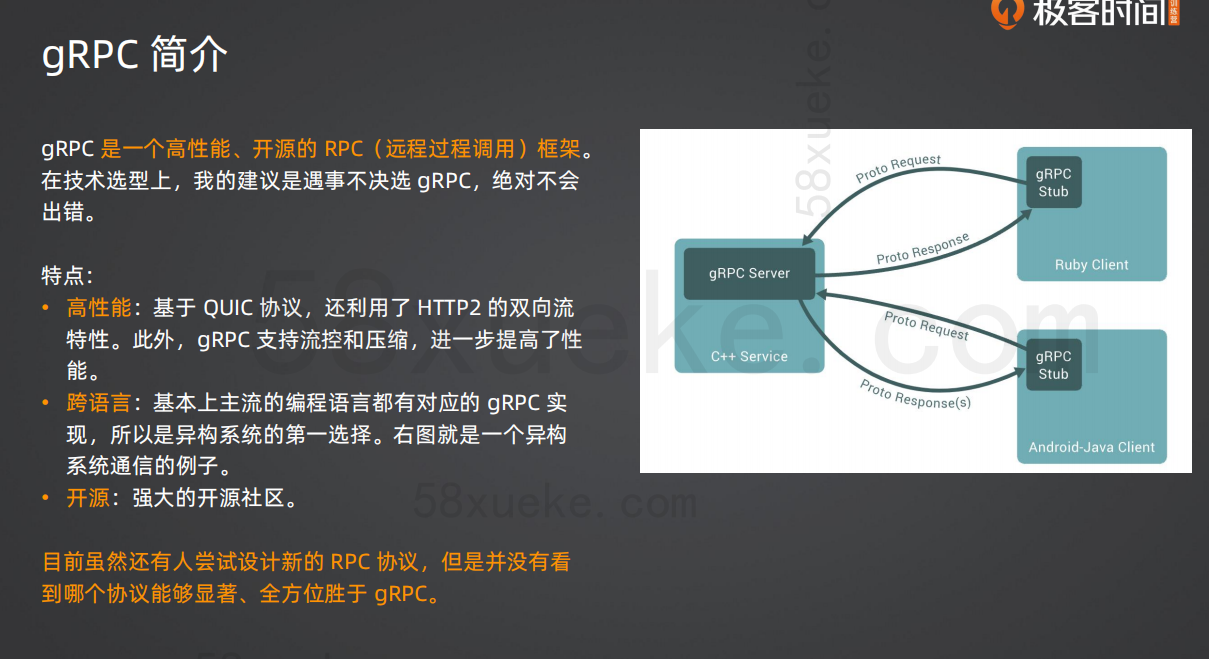 极客时间
训练营
gRPC 简介
gRPC 是一个高性能、开源的 RPC（远程过程调用）框架。
在技术选型上，我的建议是遇事不决选 gRPC，绝对不会
出错。
特点：
• 高性能：基于 QUIC 协议，还利用了 HTTP2 的双向流
特性。此外，gRPC 支持流控和压缩，进一步提高了性
能。
• 跨语言：基本上主流的编程语言都有对应的 gRPC 实
现，所以是异构系统的第一选择。右图就是一个异构
系统通信的例子。
• 开源：强大的开源社区。
目前虽然还有人尝试设计新的 RPC 协议，但是并没有看
到哪个协议能够显著、全方位胜于 gRPC。
gRPC Server
C++ Service
Proto Request
Proto Response
Proto Request
Proto Response(s)
gRPC
Stub
Ruby Client
gRPC
Stub
Android-Java Client
58xueke.com
58xueke.com
58xueke.co